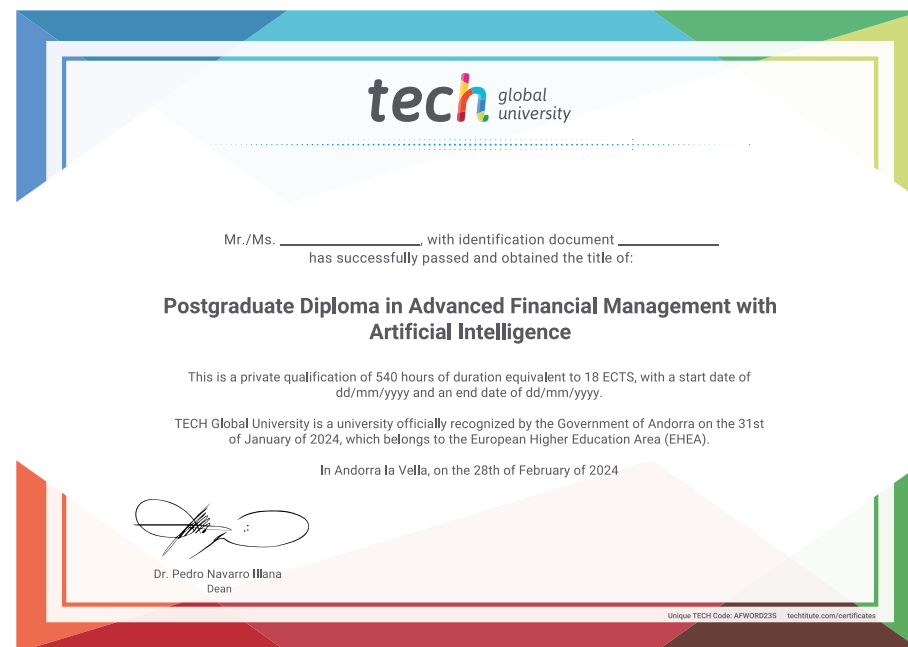 tech global
university
Mr./Ms. ____________, with identification document ____________
has successfully passed and obtained the title of:
Postgraduate Diploma in Advanced Financial Management with
Artificial Intelligence
This is a private qualification of 540 hours of duration equivalent to 18 ECTS, with a start date of
dd/mm/yyyy and an end date of dd/mm/yyyy.
TECH Global University is a university officially recognized by the Government of Andorra on the 31st
of January of 2024, which belongs to the European Higher Education Area (EHEA).
In Andorra la Vella, on the 28th of February of 2024
Dr. Pedro Navarro Illana
Dean
Unique TECH Code: AFWORD23S techtitute.com/certificates